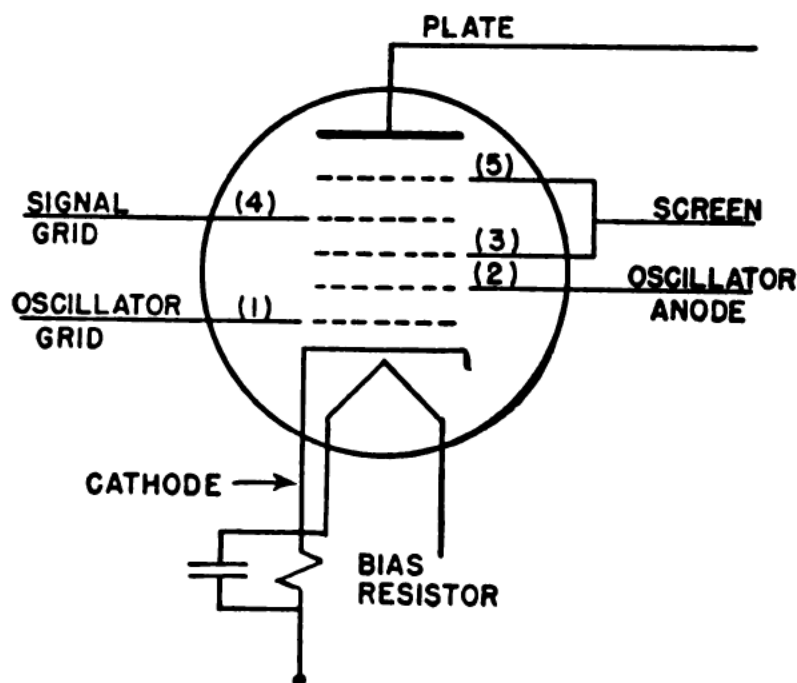 PLATE
(5)
SIGNAL (4)
GRID
SCREEN
(3)
(2)
OSCILLATOR
ANODE
OSCILLATOR (1)
GRID
CATHODE
BIAS
RESISTOR